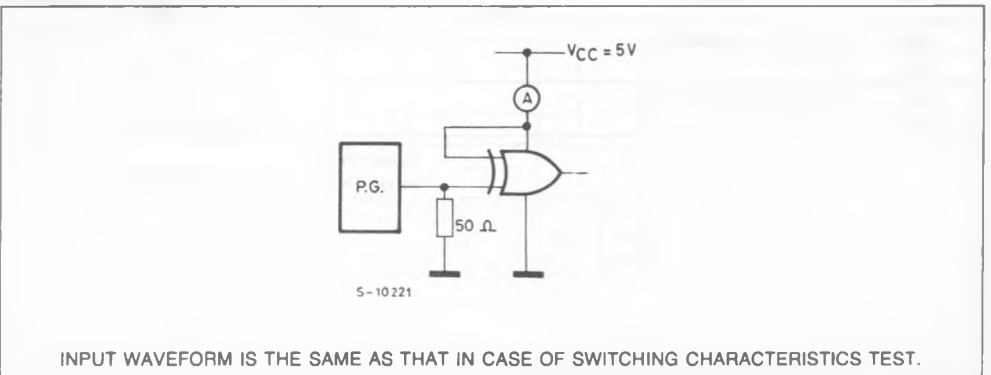 VCC = 5V
A
P.G.
50 Ω
S-10221
INPUT WAVEFORM IS THE SAME AS THAT IN CASE OF SWITCHING CHARACTERISTICS TEST.